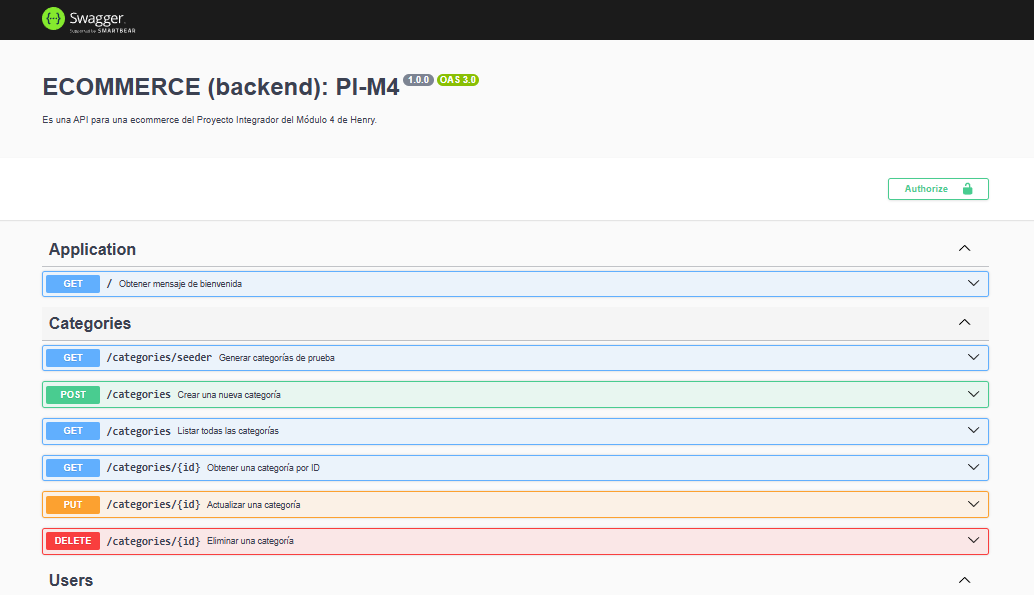 Swagger.
Supported by SMARTBEAR
ECOMMERCE (backend): PI-M4 1.0.0 OAS 3.0
Es una API para una ecommerce del Proyecto Integrador del Módulo 4 de Henry.
Authorize
Application
GET / Obtener mensaje de bienvenida
Categories
GET /categories/seeder Generar categorías de prueba
POST /categories Crear una nueva categoría
GET /categories Listar todas las categorías
GET /categories/{id} Obtener una categoría por ID
PUT /categories/{id} Actualizar una categoría
DELETE /categories/{id} Eliminar una categoría
Users